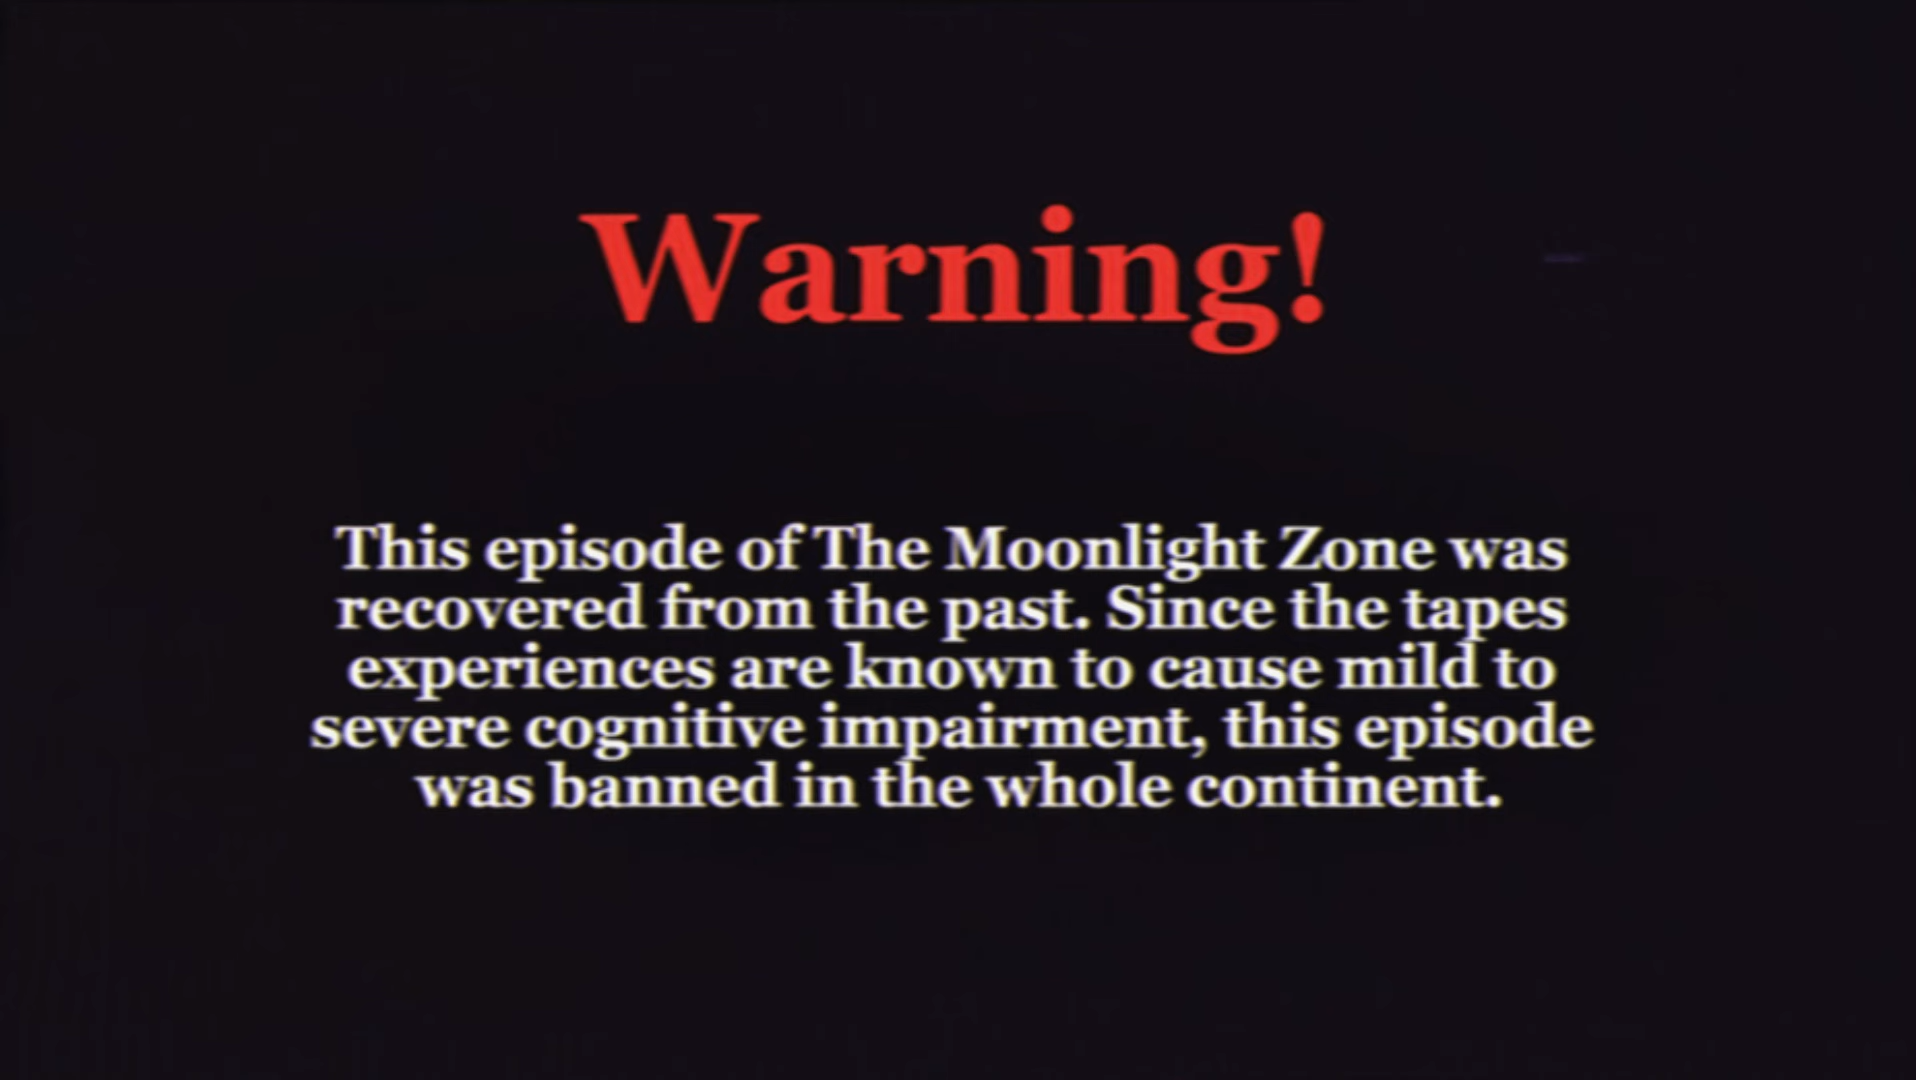 Warning!
This episode of The Moonlight Zone was
recovered from the past. Since the tapes
experiences are known to cause mild to
severe cognitive impairment, this episode
was banned in the whole continent.